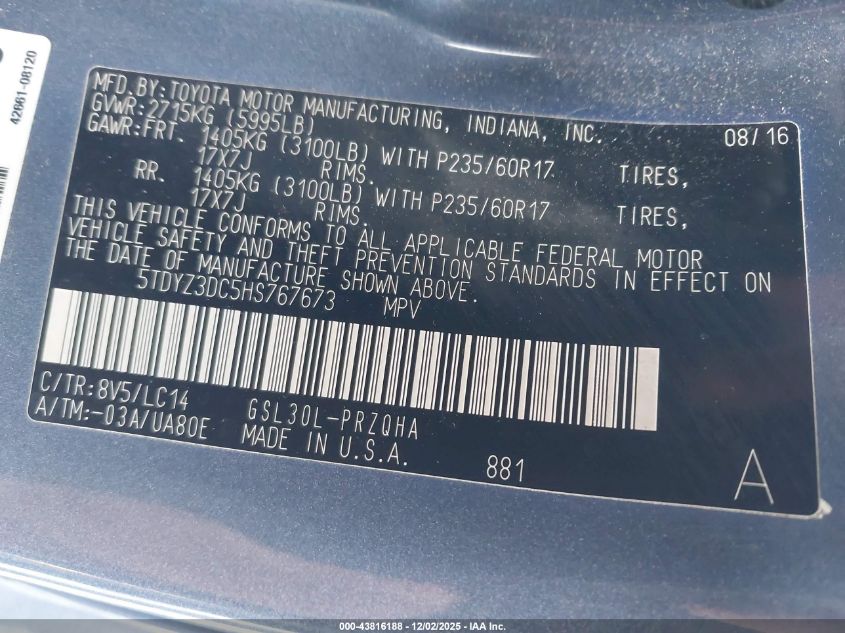 42661-08120
MFD.BY:TOYOTA MOTOR MANUFACTURING, INDIANA, INC. 08/16
GVWR:2715KG (5995LB)
GAWR:FRT. 1405KG (3100LB) WITH P235/60R17 TIRES,
17X7J RIMS.
RR. 1405KG (3100LB) WITH P235/60R17 TIRES,
17X7J RIMS.
THIS VEHICLE CONFORMS TO ALL APPLICABLE FEDERAL MOTOR
VEHICLE SAFETY AND THEFT PREVENTION STANDARDS IN EFFECT ON
THE DATE OF MANUFACTURE SHOWN ABOVE.
5TDYZ3DC5HS767673 MPV
C/TR:8V5/LC14 GSL30L-PRZQHA
A/TM:-03A/UA80E MADE IN U.S.A. 881 A
000-43816188 - 12/02/2025 - IAA Inc.